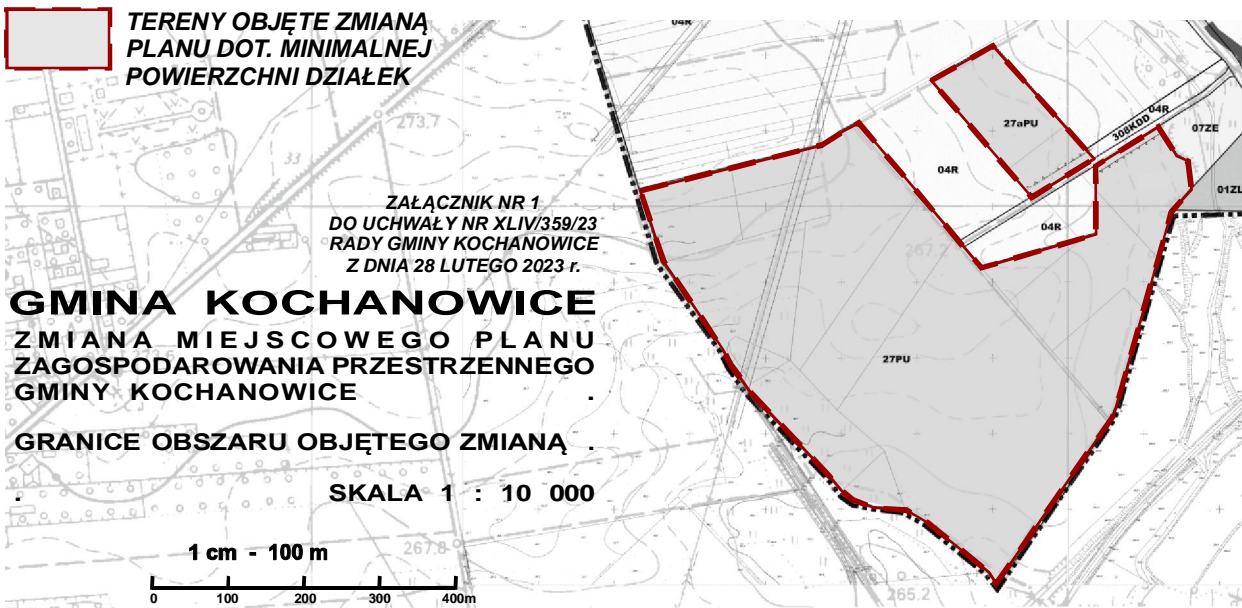 TERENY OBJĘTE ZMIANĄ
PLANU DOT. MINIMALNEJ
POWIERZCHNI DZIAŁEK
ZAŁĄCZNIK NR 1
DO UCHWAŁY NR XLIV/359/23
RADY GMINY KOCHANOWICE
Z DNIA 28 LUTEGO 2023 r.
GMINA KOCHANOWICE
ZMIANA MIEJSCOWEGO PLANU
ZAGOSPODAROWANIA PRZESTRZENNEGO
GMINY KOCHANOWICE .
GRANICE OBSZARU OBJĘTEGO ZMIANĄ .
. SKALA 1 : 10 000
1 cm - 100 m
0 100 200 300 400m
273.7
33
267.8
04R
27aPU
04R
308KDD
04R
07ZE
01ZL
04R
267.2
27PU
265.2